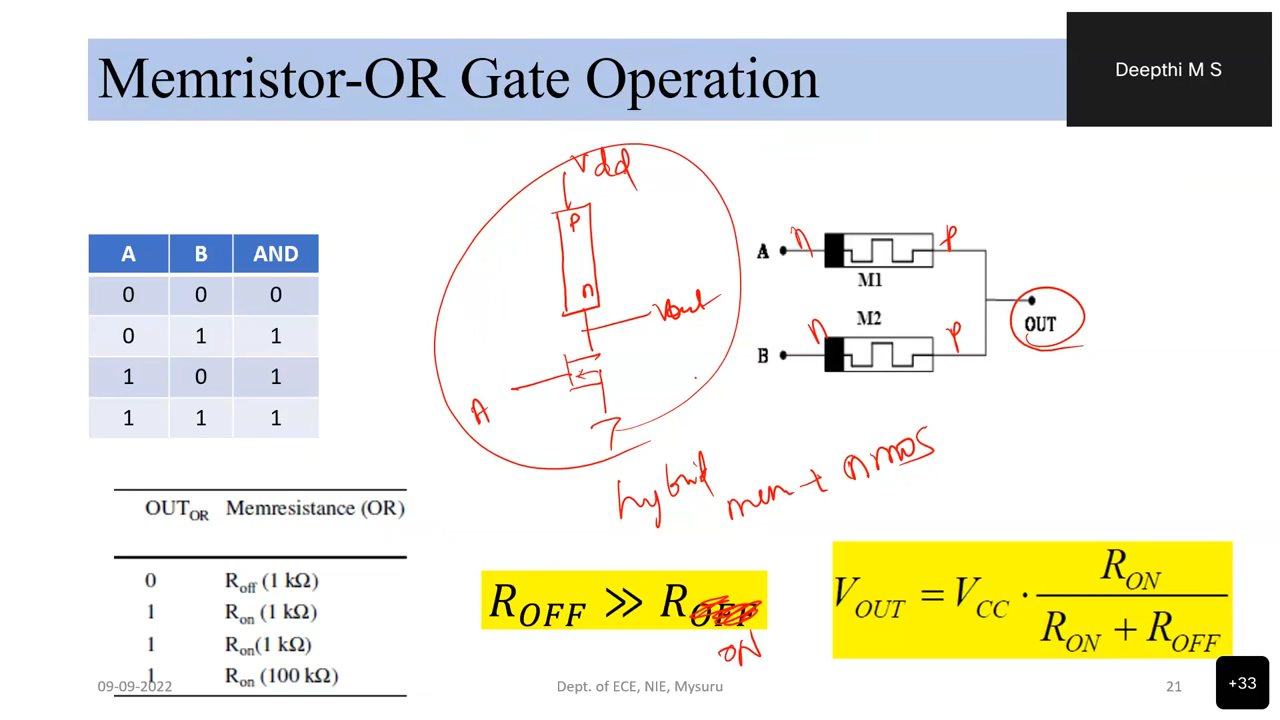 Memristor-OR Gate Operation
Deepthi M S
A B AND
0 0 0
0 1 1
1 0 1
1 1 1
Vdd
p
n
Vout
A
A
n
p
M1
M2
B
n
p
OUT
hybrid mem + nmos
OUT_OR Memresistance (OR)
0 R_off (1 kΩ)
1 R_on (1 kΩ)
1 R_on(1 kΩ)
1 R_on (100 kΩ)
R_OFF ≫ R_OFF
ON
V_OUT = V_CC · R_ON / (R_ON + R_OFF)
09-09-2022
Dept. of ECE, NIE, Mysuru
21
+33